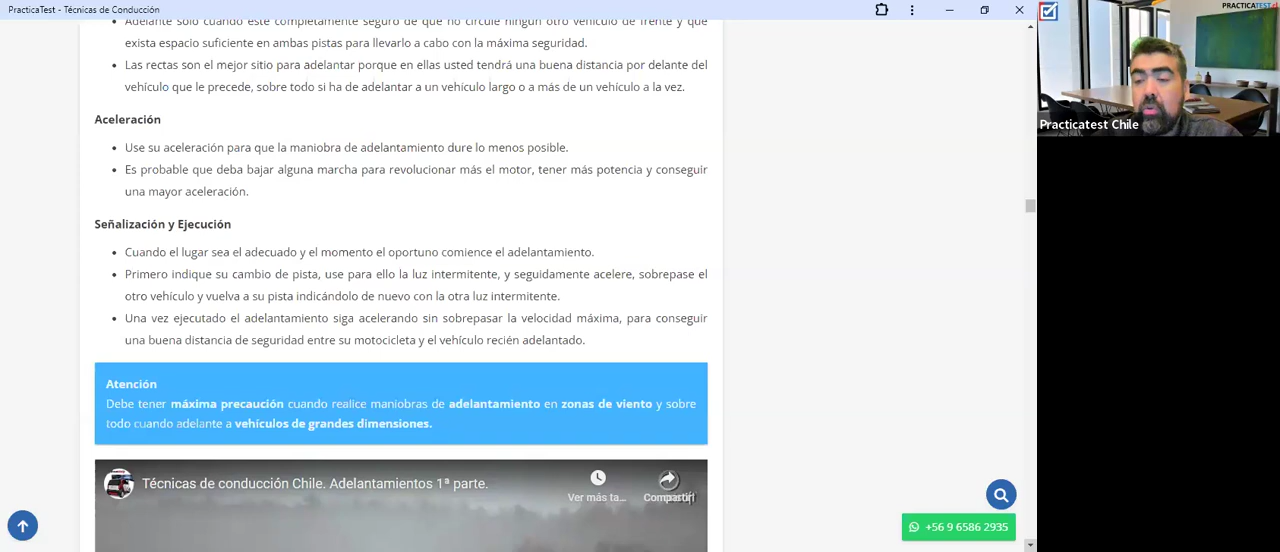 PracticaTest - Técnicas de Conducción
Adelante solo cuando esté completamente seguro de que no circule ningún otro vehículo de frente y que
exista espacio suficiente en ambas pistas para llevarlo a cabo con la máxima seguridad.
• Las rectas son el mejor sitio para adelantar porque en ellas usted tendrá una buena distancia por delante del
vehículo que le precede, sobre todo si ha de adelantar a un vehículo largo o a más de un vehículo a la vez.
Aceleración
• Use su aceleración para que la maniobra de adelantamiento dure lo menos posible.
• Es probable que deba bajar alguna marcha para revolucionar más el motor, tener más potencia y conseguir
una mayor aceleración.
Señalización y Ejecución
• Cuando el lugar sea el adecuado y el momento el oportuno comience el adelantamiento.
• Primero indique su cambio de pista, use para ello la luz intermitente, y seguidamente acelere, sobrepase el
otro vehículo y vuelva a su pista indicándolo de nuevo con la otra luz intermitente.
• Una vez ejecutado el adelantamiento siga acelerando sin sobrepasar la velocidad máxima, para conseguir
una buena distancia de seguridad entre su motocicleta y el vehículo recién adelantado.
Atención
Debe tener máxima precaución cuando realice maniobras de adelantamiento en zonas de viento y sobre
todo cuando adelante a vehículos de grandes dimensiones.
Técnicas de conducción Chile. Adelantamientos 1ª parte.
Ver más ta...
Compartir
+56 9 6586 2935
PRACTICATEST.cl
Practicatest Chile